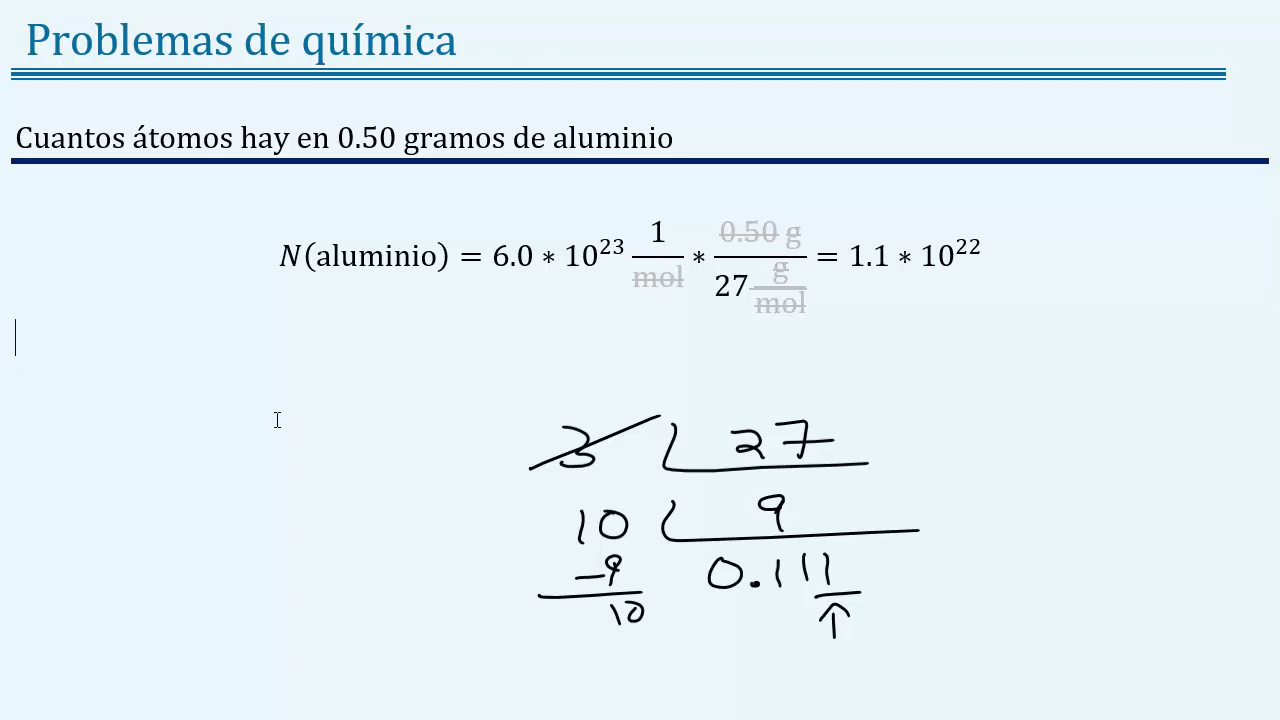 Problemas de química
Cuantos átomos hay en 0.50 gramos de aluminio
N(aluminio) = 6.0 * 10^23 1/mol * 0.50 g / 27 g/mol = 1.1 * 10^22
3 27
10 9
-9 0.111
10 ↑